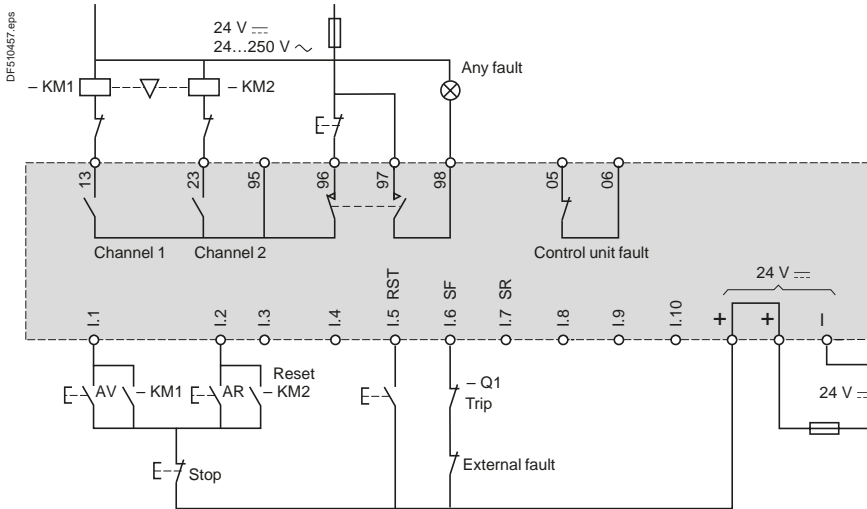 DF510457.eps
24 V
24...250 V
Any fault
– KM1
– KM2
13
23
95
96
97
98
05
06
Channel 1
Channel 2
Control unit fault
24 V
I.1
I.2
I.3
I.4
I.5 RST
I.6 SF
I.7 SR
I.8
I.9
I.10
+
+
–
AV
– KM1
AR
Reset
– KM2
– Q1
Trip
24 V
Stop
External fault